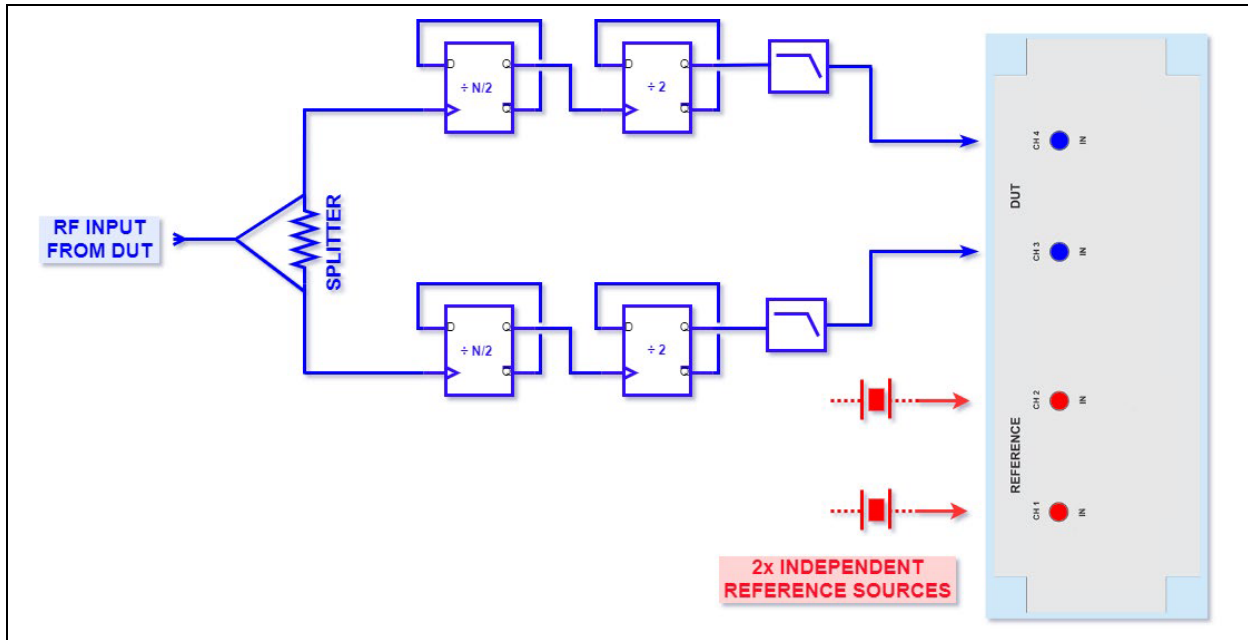 D
Q
÷ N/2
Q̅
D
Q
÷ 2
Q̅
CH 4
IN
SPLITTER
DUT
RF INPUT
FROM DUT
CH 3
IN
D
Q
÷ N/2
Q̅
D
Q
÷ 2
Q̅
CH 2
IN
REFERENCE
CH 1
IN
2x INDEPENDENT
REFERENCE SOURCES